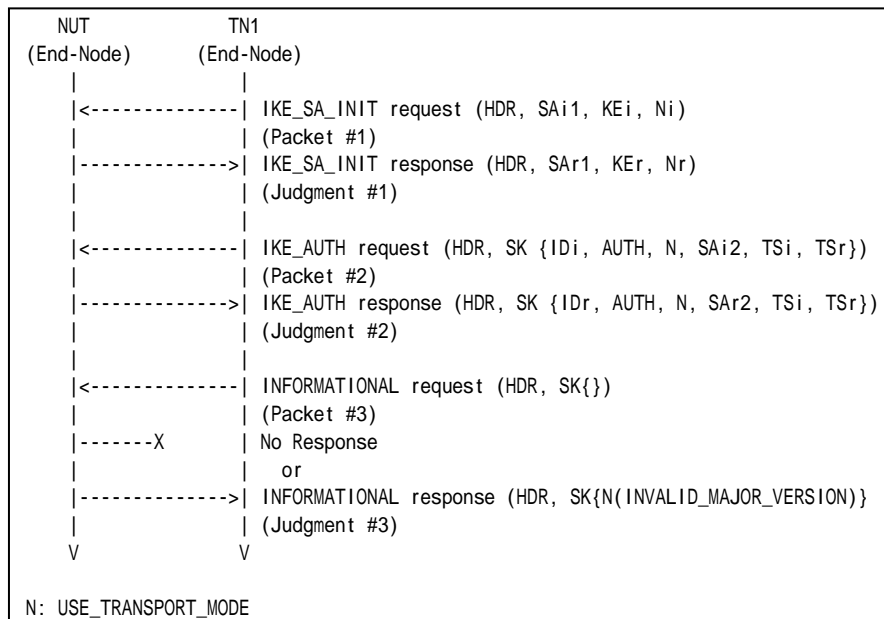 NUT TN1
(End-Node) (End-Node)
| |
|<--------------| IKE_SA_INIT request (HDR, SAi1, KEi, Ni)
| | (Packet #1)
|-------------->| IKE_SA_INIT response (HDR, SAr1, KEr, Nr)
| | (Judgment #1)
| |
|<--------------| IKE_AUTH request (HDR, SK {IDi, AUTH, N, SAi2, TSi, TSr})
| | (Packet #2)
|-------------->| IKE_AUTH response (HDR, SK {IDr, AUTH, N, SAr2, TSi, TSr})
| | (Judgment #2)
| |
|<--------------| INFORMATIONAL request (HDR, SK{})
| | (Packet #3)
|-------X | No Response
| | or
|-------------->| INFORMATIONAL response (HDR, SK{N(INVALID_MAJOR_VERSION)}
| | (Judgment #3)
V V
N: USE_TRANSPORT_MODE